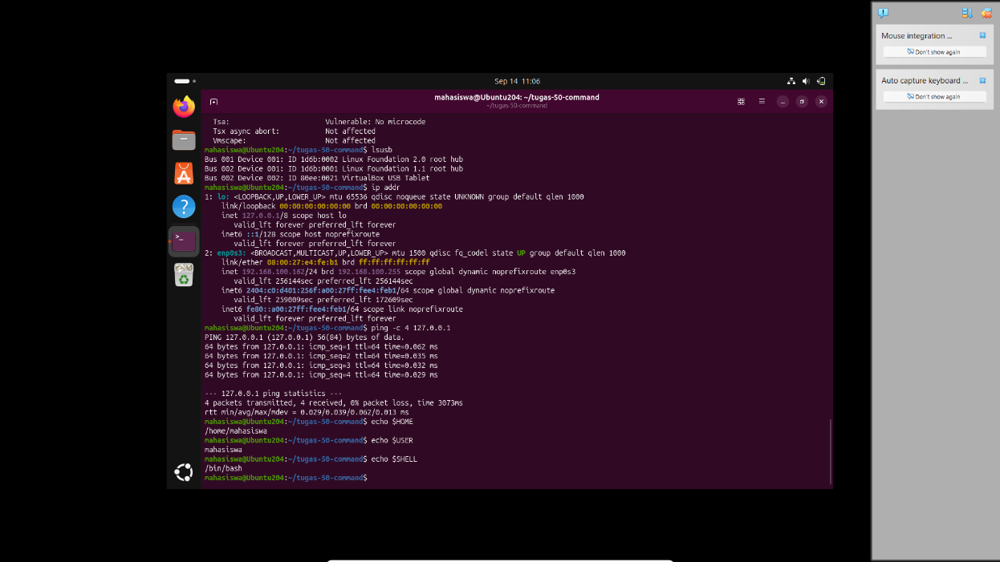 Sep 14 11:06
mahasiswa@Ubuntu204: ~/tugas-50-command
~/tugas-50-command
Tsa: Vulnerable: No microcode
Tsx async abort: Not affected
Vmscape: Not affected
mahasiswa@Ubuntu204:~/tugas-50-command$ lsusb
Bus 001 Device 001: ID 1d6b:0002 Linux Foundation 2.0 root hub
Bus 002 Device 001: ID 1d6b:0001 Linux Foundation 1.1 root hub
Bus 002 Device 002: ID 80ee:0021 VirtualBox USB Tablet
mahasiswa@Ubuntu204:~/tugas-50-command$ ip addr
1: lo: <LOOPBACK,UP,LOWER_UP> mtu 65536 qdisc noqueue state UNKNOWN group default qlen 1000
link/loopback 00:00:00:00:00:00 brd 00:00:00:00:00:00
inet 127.0.0.1/8 scope host lo
valid_lft forever preferred_lft forever
inet6 ::1/128 scope host noprefixroute
valid_lft forever preferred_lft forever
2: enp0s3: <BROADCAST,MULTICAST,UP,LOWER_UP> mtu 1500 qdisc fq_codel state UP group default qlen 1000
link/ether 08:00:27:e4:fe:b1 brd ff:ff:ff:ff:ff:ff
inet 192.168.100.162/24 brd 192.168.100.255 scope global dynamic noprefixroute enp0s3
valid_lft 256144sec preferred_lft 256144sec
inet6 2404:c0:d401:256f:a00:27ff:fee4:feb1/64 scope global dynamic noprefixroute
valid_lft 259009sec preferred_lft 172609sec
inet6 fe80::a00:27ff:fee4:feb1/64 scope link noprefixroute
valid_lft forever preferred_lft forever
mahasiswa@Ubuntu204:~/tugas-50-command$ ping -c 4 127.0.0.1
PING 127.0.0.1 (127.0.0.1) 56(84) bytes of data.
64 bytes from 127.0.0.1: icmp_seq=1 ttl=64 time=0.062 ms
64 bytes from 127.0.0.1: icmp_seq=2 ttl=64 time=0.035 ms
64 bytes from 127.0.0.1: icmp_seq=3 ttl=64 time=0.032 ms
64 bytes from 127.0.0.1: icmp_seq=4 ttl=64 time=0.029 ms
--- 127.0.0.1 ping statistics ---
4 packets transmitted, 4 received, 0% packet loss, time 3073ms
rtt min/avg/max/mdev = 0.029/0.039/0.062/0.013 ms
mahasiswa@Ubuntu204:~/tugas-50-command$ echo $HOME
/home/mahasiswa
mahasiswa@Ubuntu204:~/tugas-50-command$ echo $USER
mahasiswa
mahasiswa@Ubuntu204:~/tugas-50-command$ echo $SHELL
/bin/bash
mahasiswa@Ubuntu204:~/tugas-50-command$
Mouse integration ...
Don't show again
Auto capture keyboard ...
Don't show again